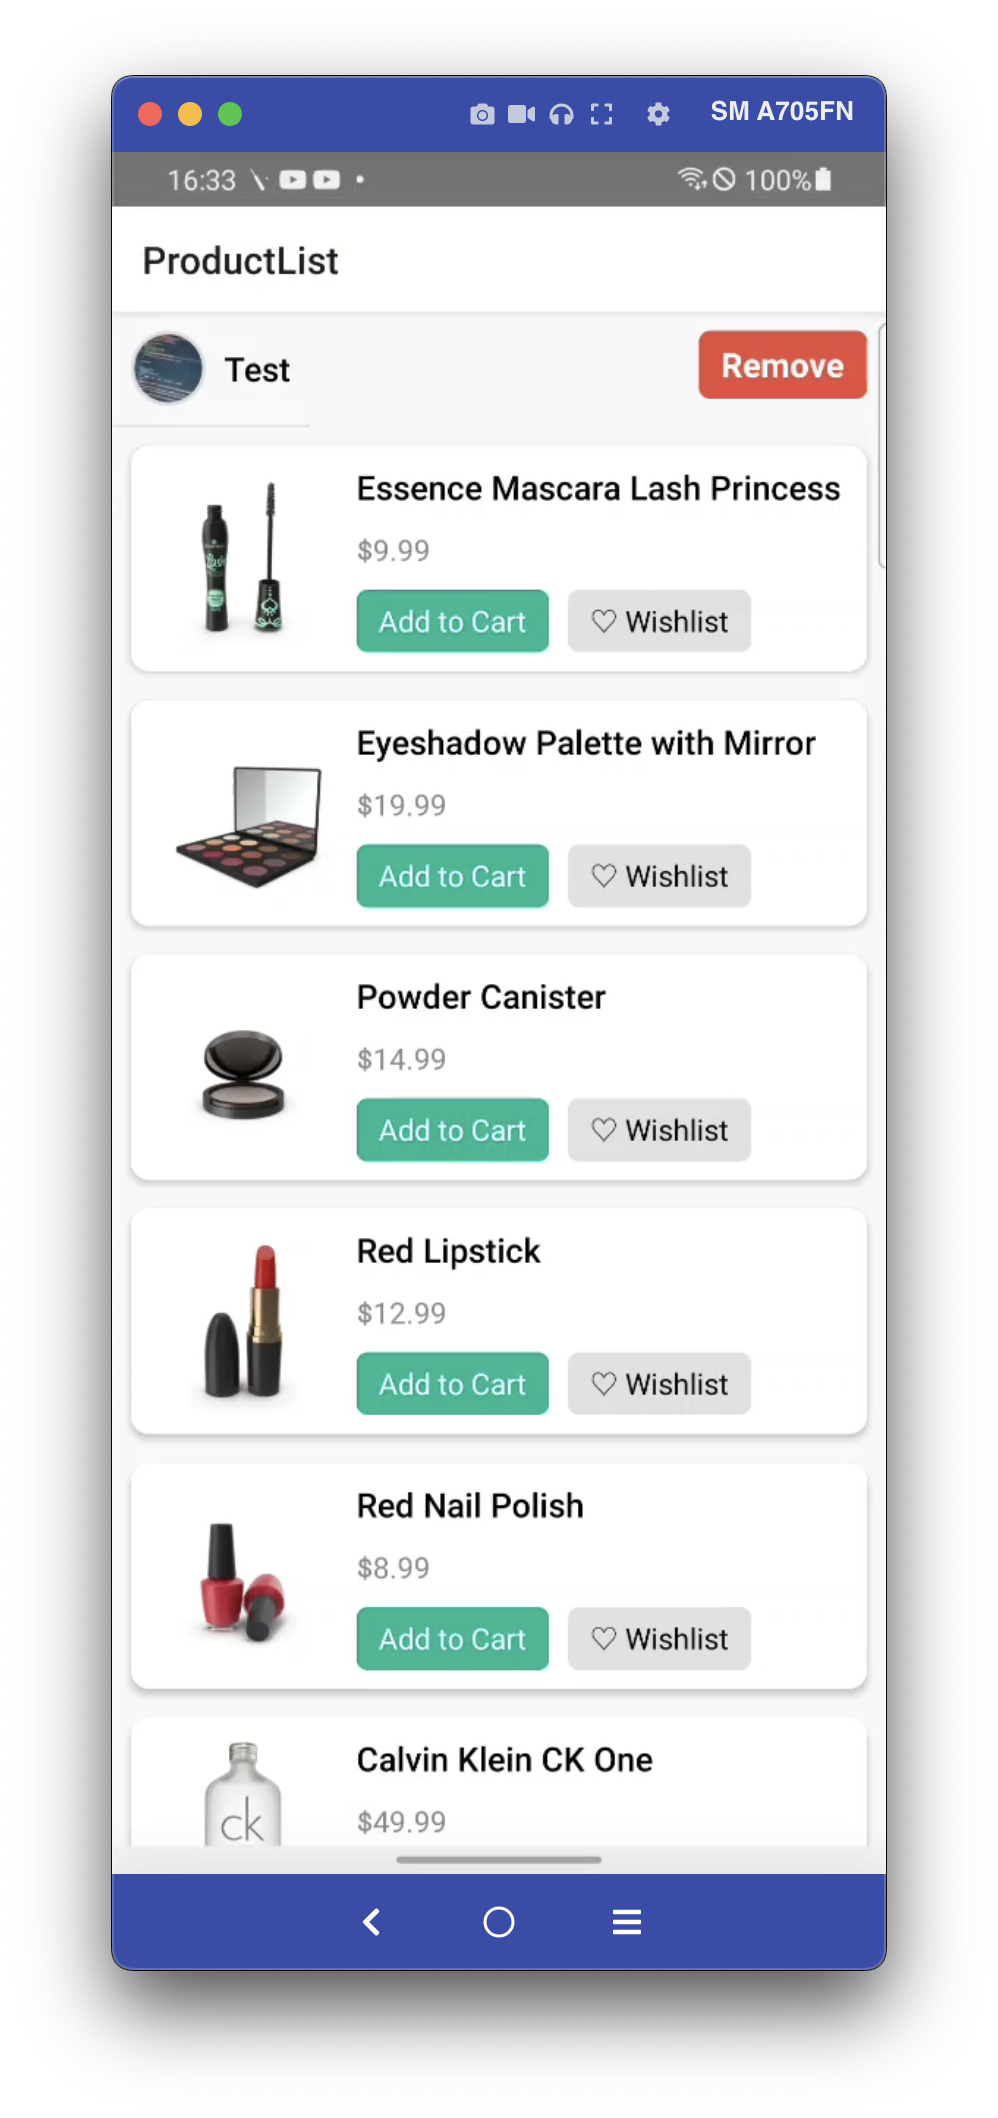 SM A705FN
16:33
100%
ProductList
Test
Remove
Essence Mascara Lash Princess
$9.99
Add to Cart
♡ Wishlist
Eyeshadow Palette with Mirror
$19.99
Add to Cart
♡ Wishlist
Powder Canister
$14.99
Add to Cart
♡ Wishlist
Red Lipstick
$12.99
Add to Cart
♡ Wishlist
Red Nail Polish
$8.99
Add to Cart
♡ Wishlist
Calvin Klein CK One
$49.99
ck